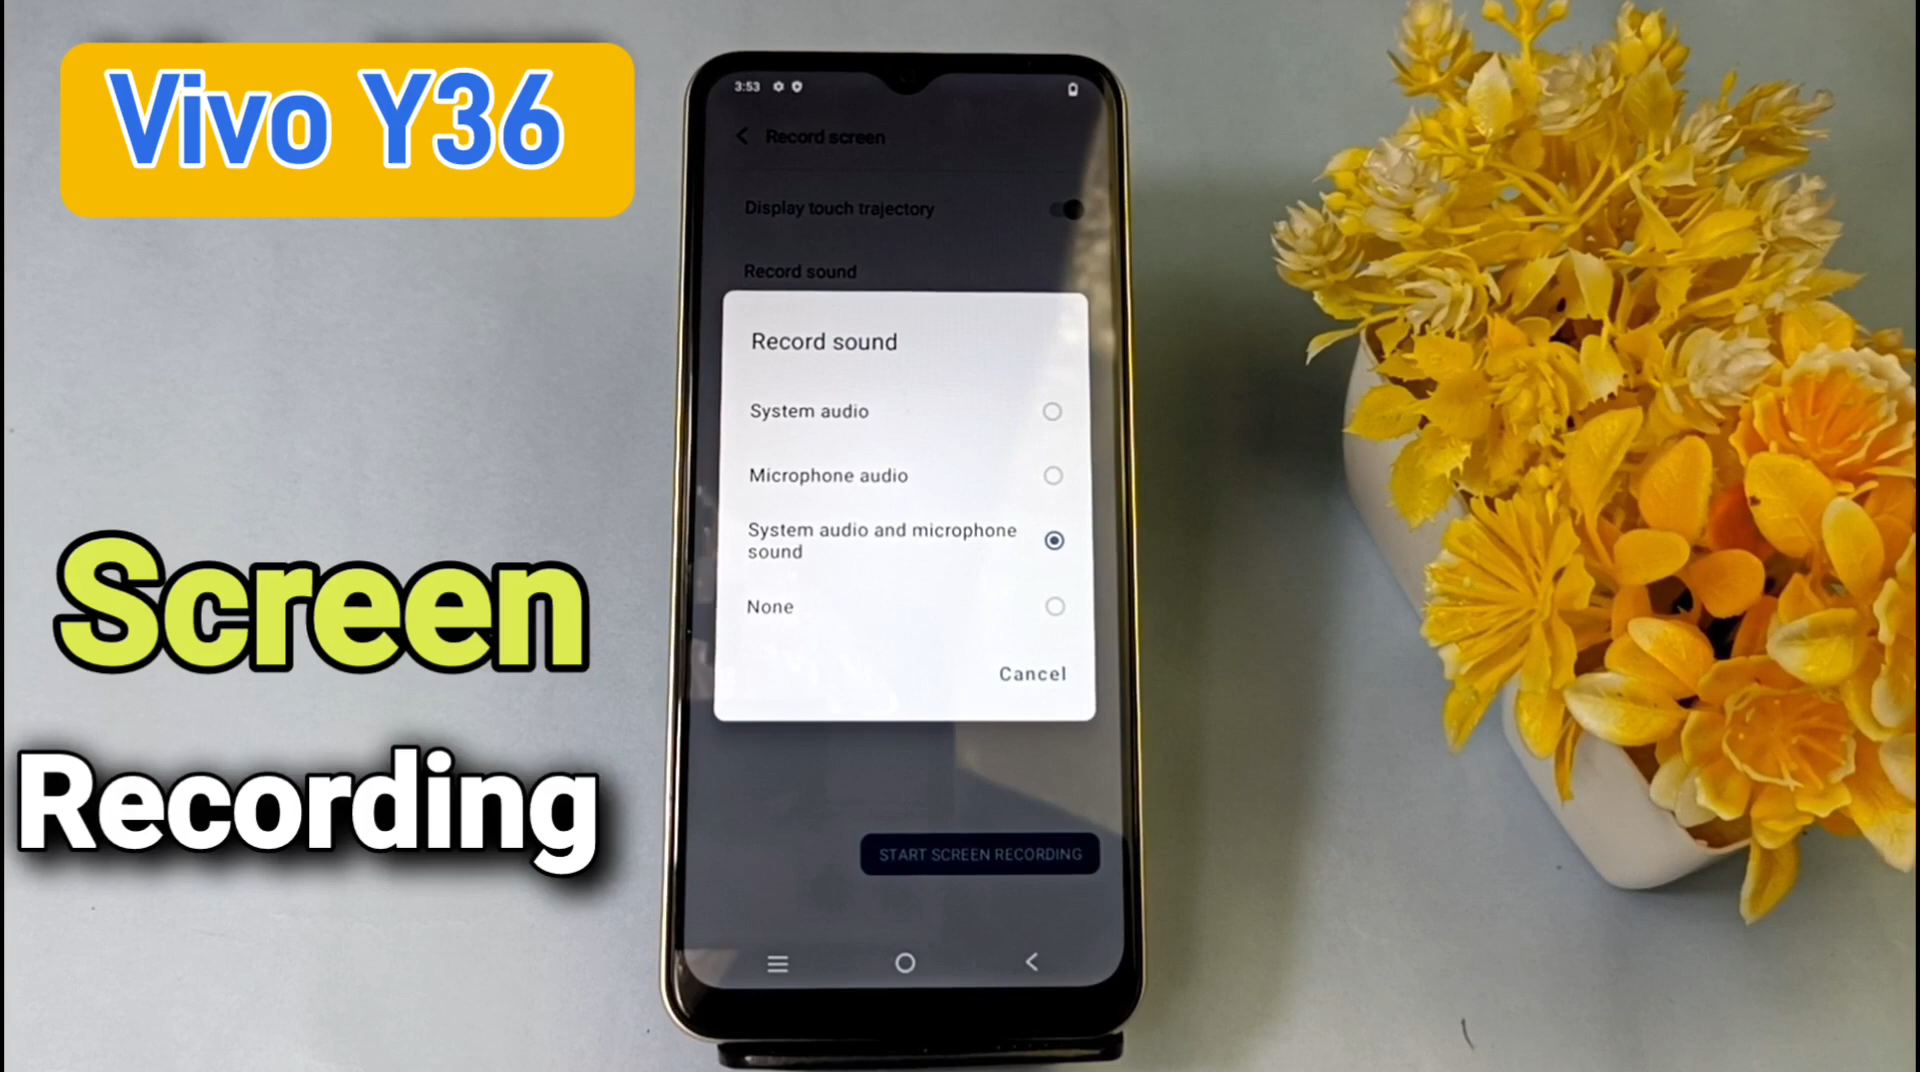 Vivo Y36
Screen
Recording
3:53
Record screen
Display touch trajectory
Record sound
Record sound
System audio
Microphone audio
System audio and microphone
sound
None
Cancel
START SCREEN RECORDING